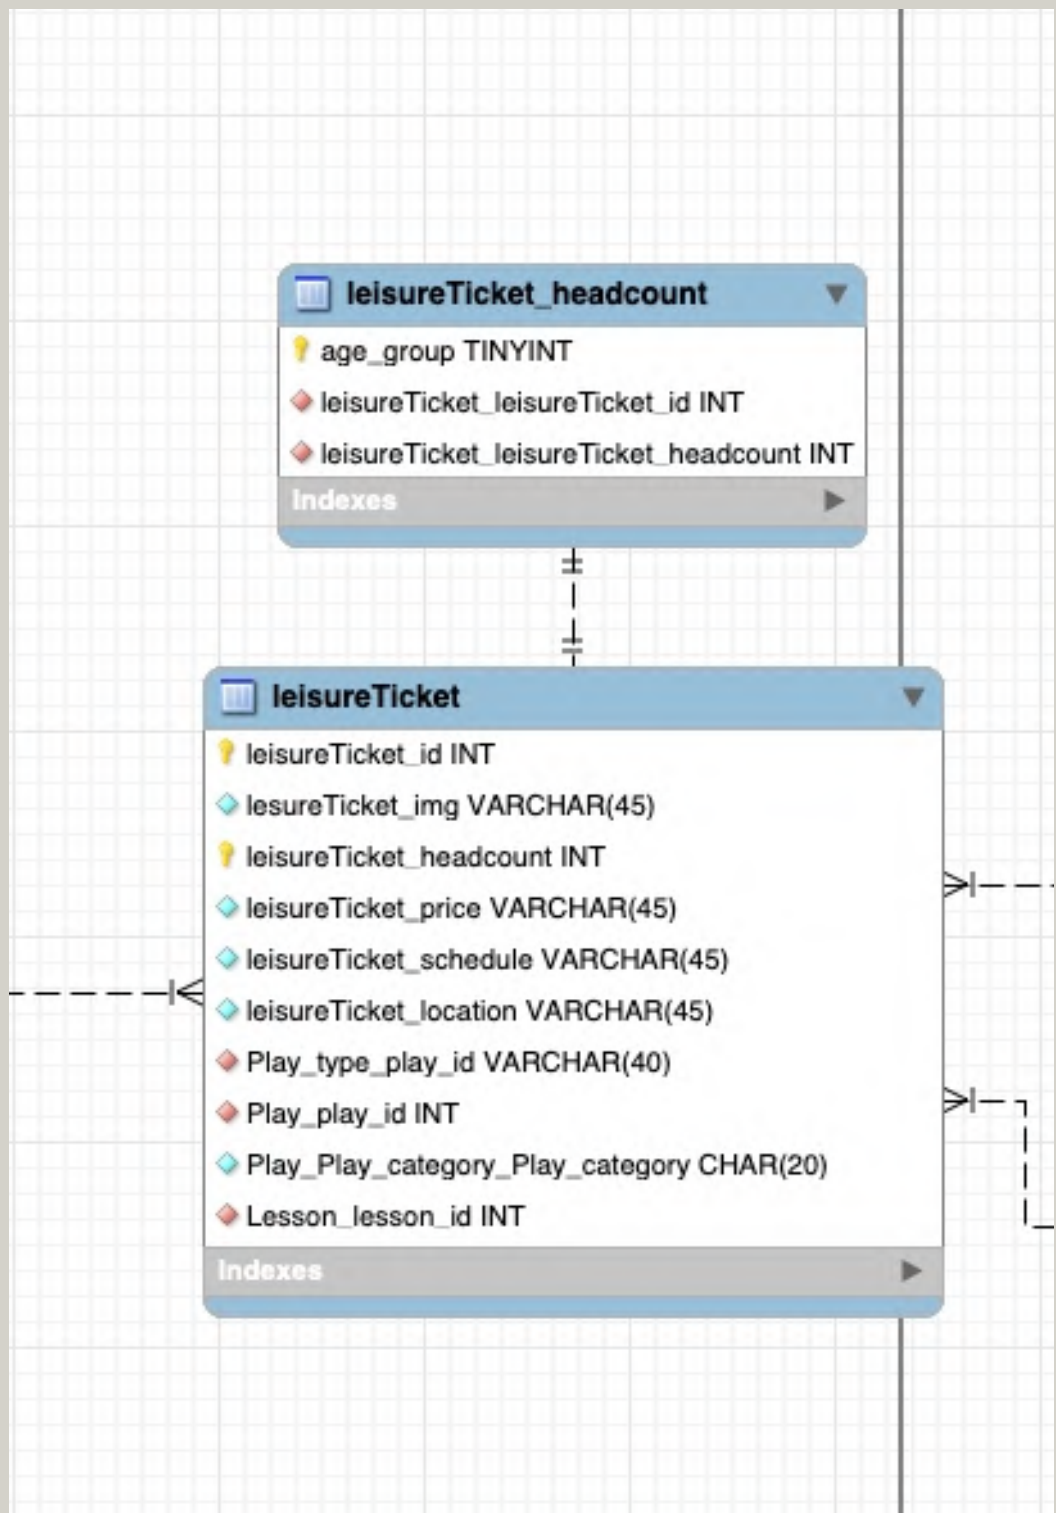 leisureTicket_headcount
age_group TINYINT
leisureTicket_leisureTicket_id INT
leisureTicket_leisureTicket_headcount INT
Indexes
leisureTicket
leisureTicket_id INT
lesureTicket_img VARCHAR(45)
leisureTicket_headcount INT
leisureTicket_price VARCHAR(45)
leisureTicket_schedule VARCHAR(45)
leisureTicket_location VARCHAR(45)
Play_type_play_id VARCHAR(40)
Play_play_id INT
Play_Play_category_Play_category CHAR(20)
Lesson_lesson_id INT
Indexes